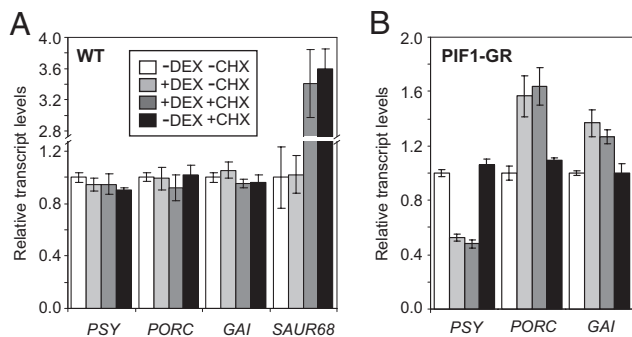 A
WT
Relative transcript levels
4.0
3.6
3.2
2.8
1.2
0.8
0.4
0.0
-DEX -CHX
+DEX -CHX
+DEX +CHX
-DEX +CHX
PSY PORC GAI SAUR68
B
PIF1-GR
Relative transcript levels
2.0
1.6
1.2
0.8
0.4
0.0
PSY PORC GAI